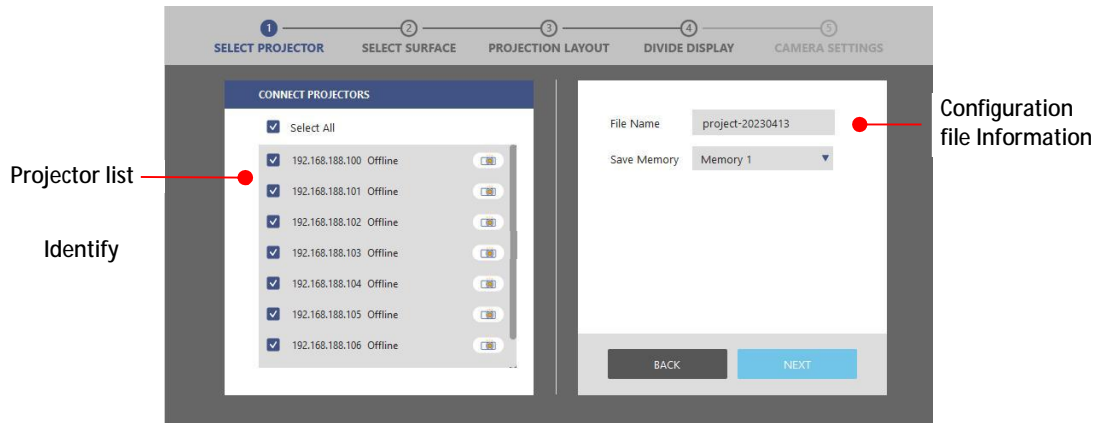 1 2 3 4 5
SELECT PROJECTOR SELECT SURFACE PROJECTION LAYOUT DIVIDE DISPLAY CAMERA SETTINGS
CONNECT PROJECTORS
Select All
192.168.188.100 Offline
192.168.188.101 Offline
192.168.188.102 Offline
192.168.188.103 Offline
192.168.188.104 Offline
192.168.188.105 Offline
192.168.188.106 Offline
File Name project-20230413
Save Memory Memory 1
BACK NEXT
Projector list
Identify
Configuration
file Information